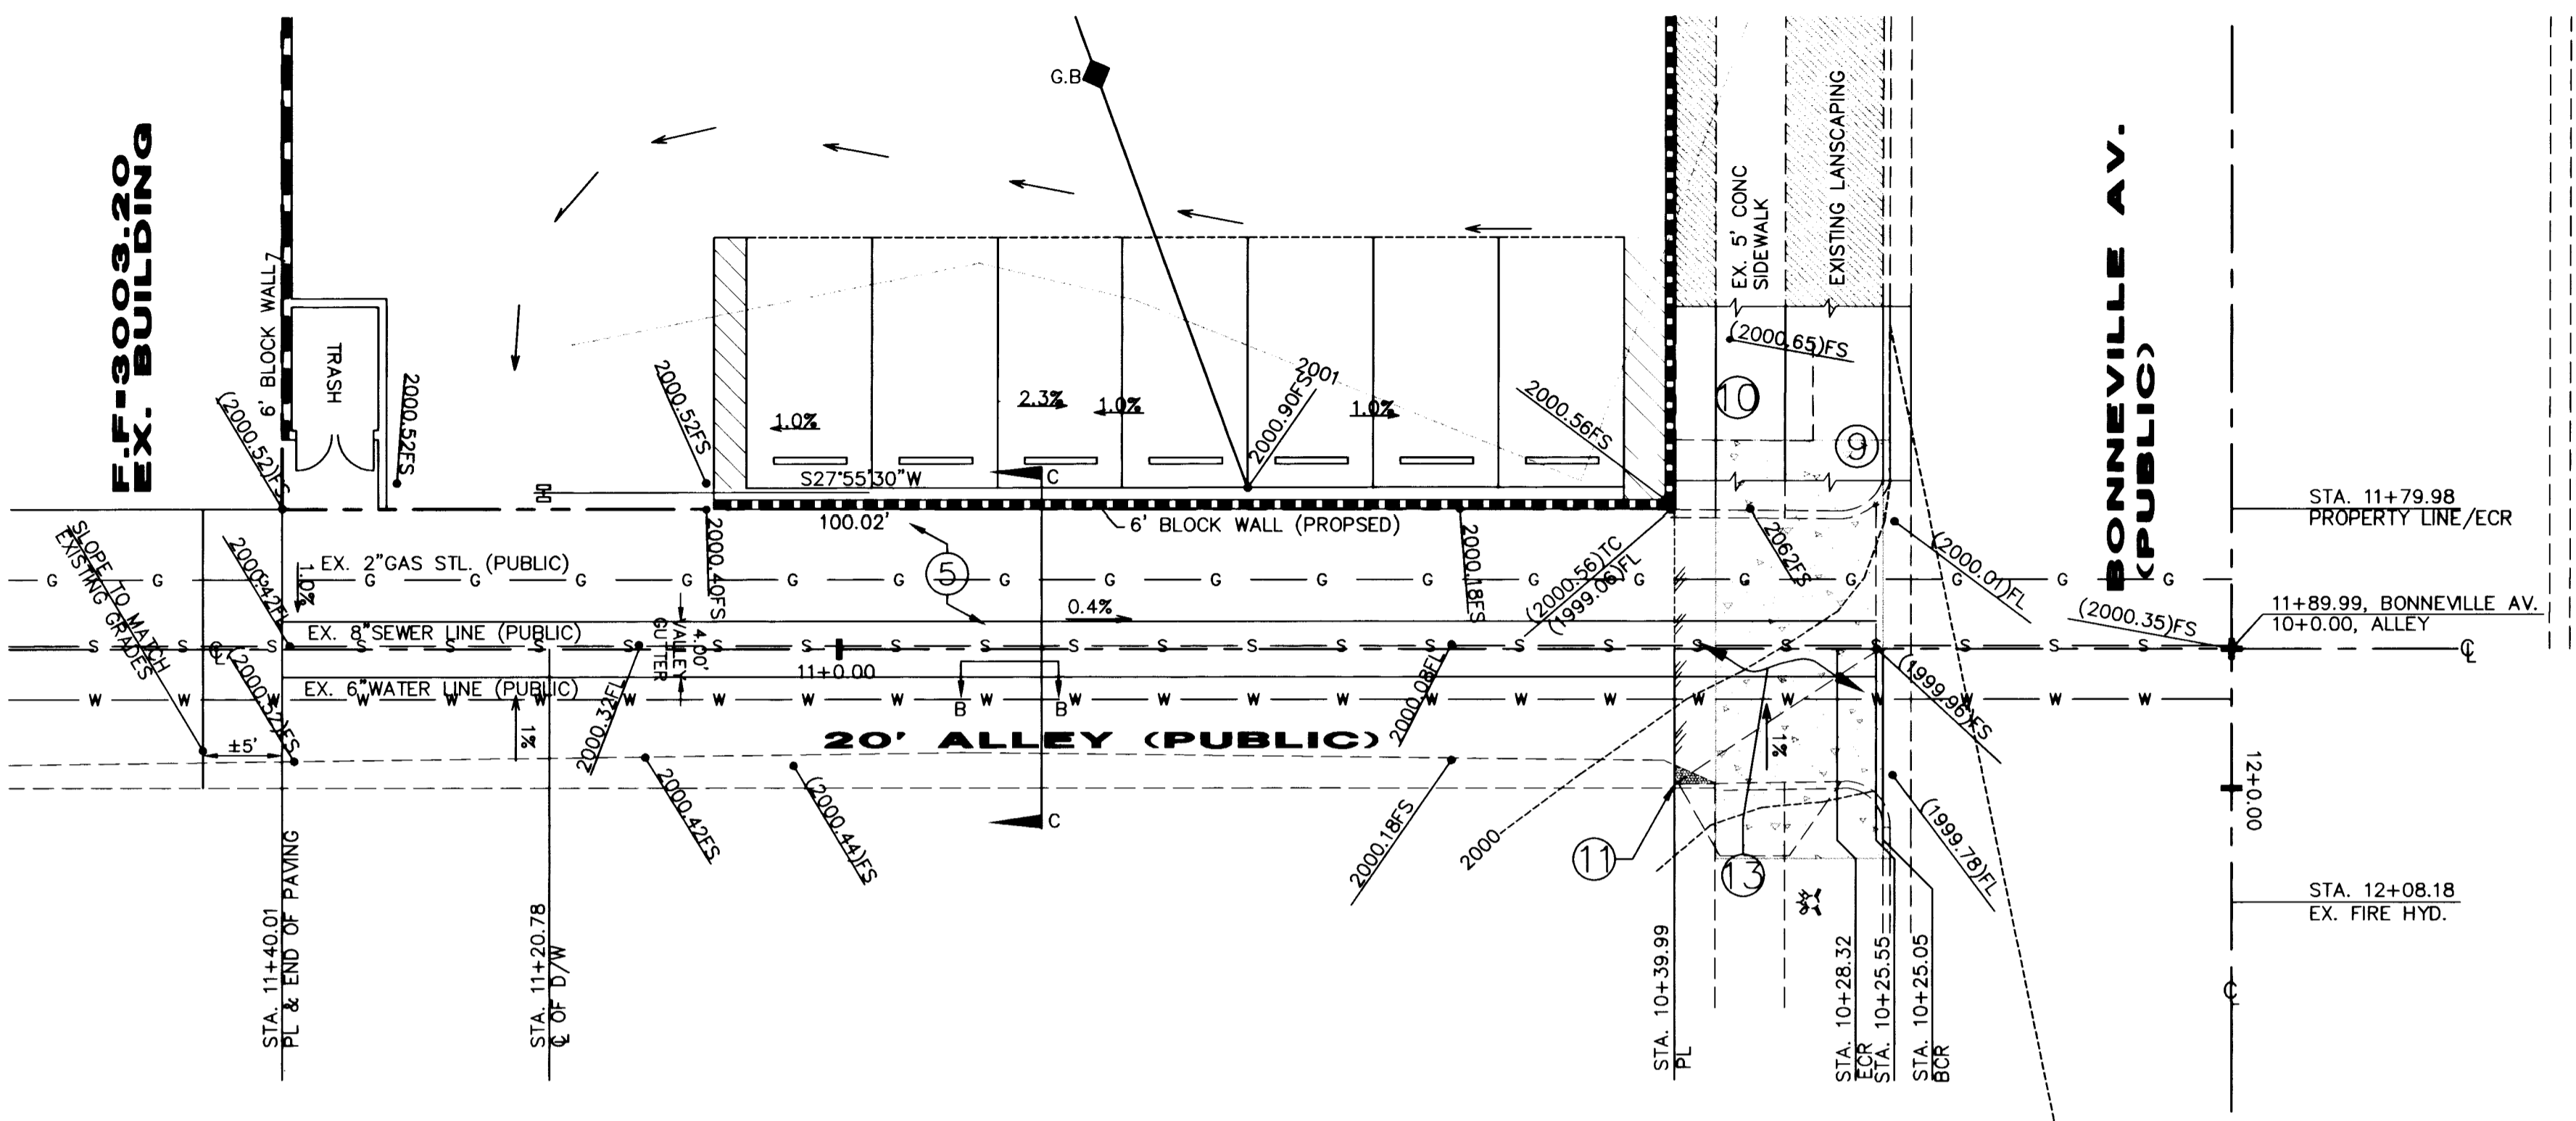 F.F=3003.20
EX. BUILDING
6' BLOCK WALL
TRASH
G.B
(2000.52)FS
2000.52FS
2000.52FS
1.0%
2.3%
1.0%
2001
2000.90FS
1.0%
2000.56FS
EX. 5' CONC
SIDEWALK
EXISTING LANSCAPING
(2000.65)FS
10
9
BONNEVILLE AV.
(PUBLIC)
S27°55'30"W
C
100.02'
6' BLOCK WALL (PROPSED)
STA. 11+79.98
PROPERTY LINE/ECR
SLOPE TO MATCH
EXISTING GRADES
2000.42FL
1.0%
EX. 2"GAS STL. (PUBLIC)
G G G G G G G G G G G G G G G G G G G G G
2000.40FS
5
0.4%
2000.18FS
(2000.56)TC
(1999.06)FL
2062FS
(2000.01)FL
(2000.35)FS
11+89.99, BONNEVILLE AV.
10+0.00, ALLEY
EX. 8"SEWER LINE (PUBLIC)
S S S S S S S S S S S S S S S S S S S S S S S
4.00'
VALLEY
GUTTER
11+0.00
EX. 6"WATER LINE (PUBLIC)
W W W W W W W W W W W W W W W W W W W W W W W
B B
±5'
1%
2000.32FL
20' ALLEY (PUBLIC)
2000.08FL
1%
(1999.96)FS
2000.42FS
(2000.44)FS
C
2000.18FS
2000
11
13
(1999.78)FL
12+0.00
STA. 12+08.18
EX. FIRE HYD.
STA. 11+40.01
PL & END OF PAVING
STA. 11+20.78
℄ OF D/W
STA. 10+39.99
PL
STA. 10+28.32
ECR
STA. 10+25.55
STA. 10+25.05
BCR
℄
℄
℄